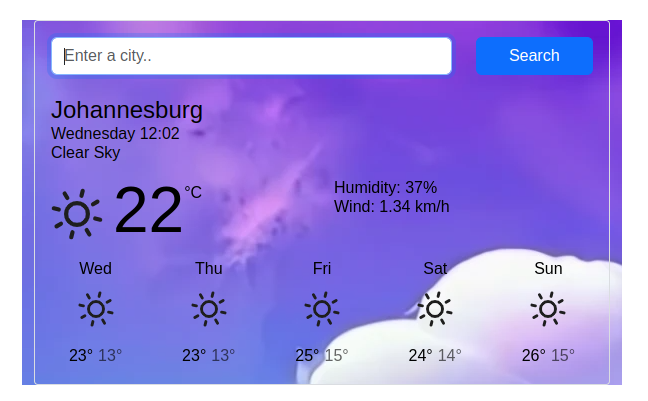 Enter a city..
Search
Johannesburg
Wednesday 12:02
Clear Sky
22 °C
Humidity: 37%
Wind: 1.34 km/h
Wed Thu Fri Sat Sun
23° 13° 23° 13° 25° 15° 24° 14° 26° 15°